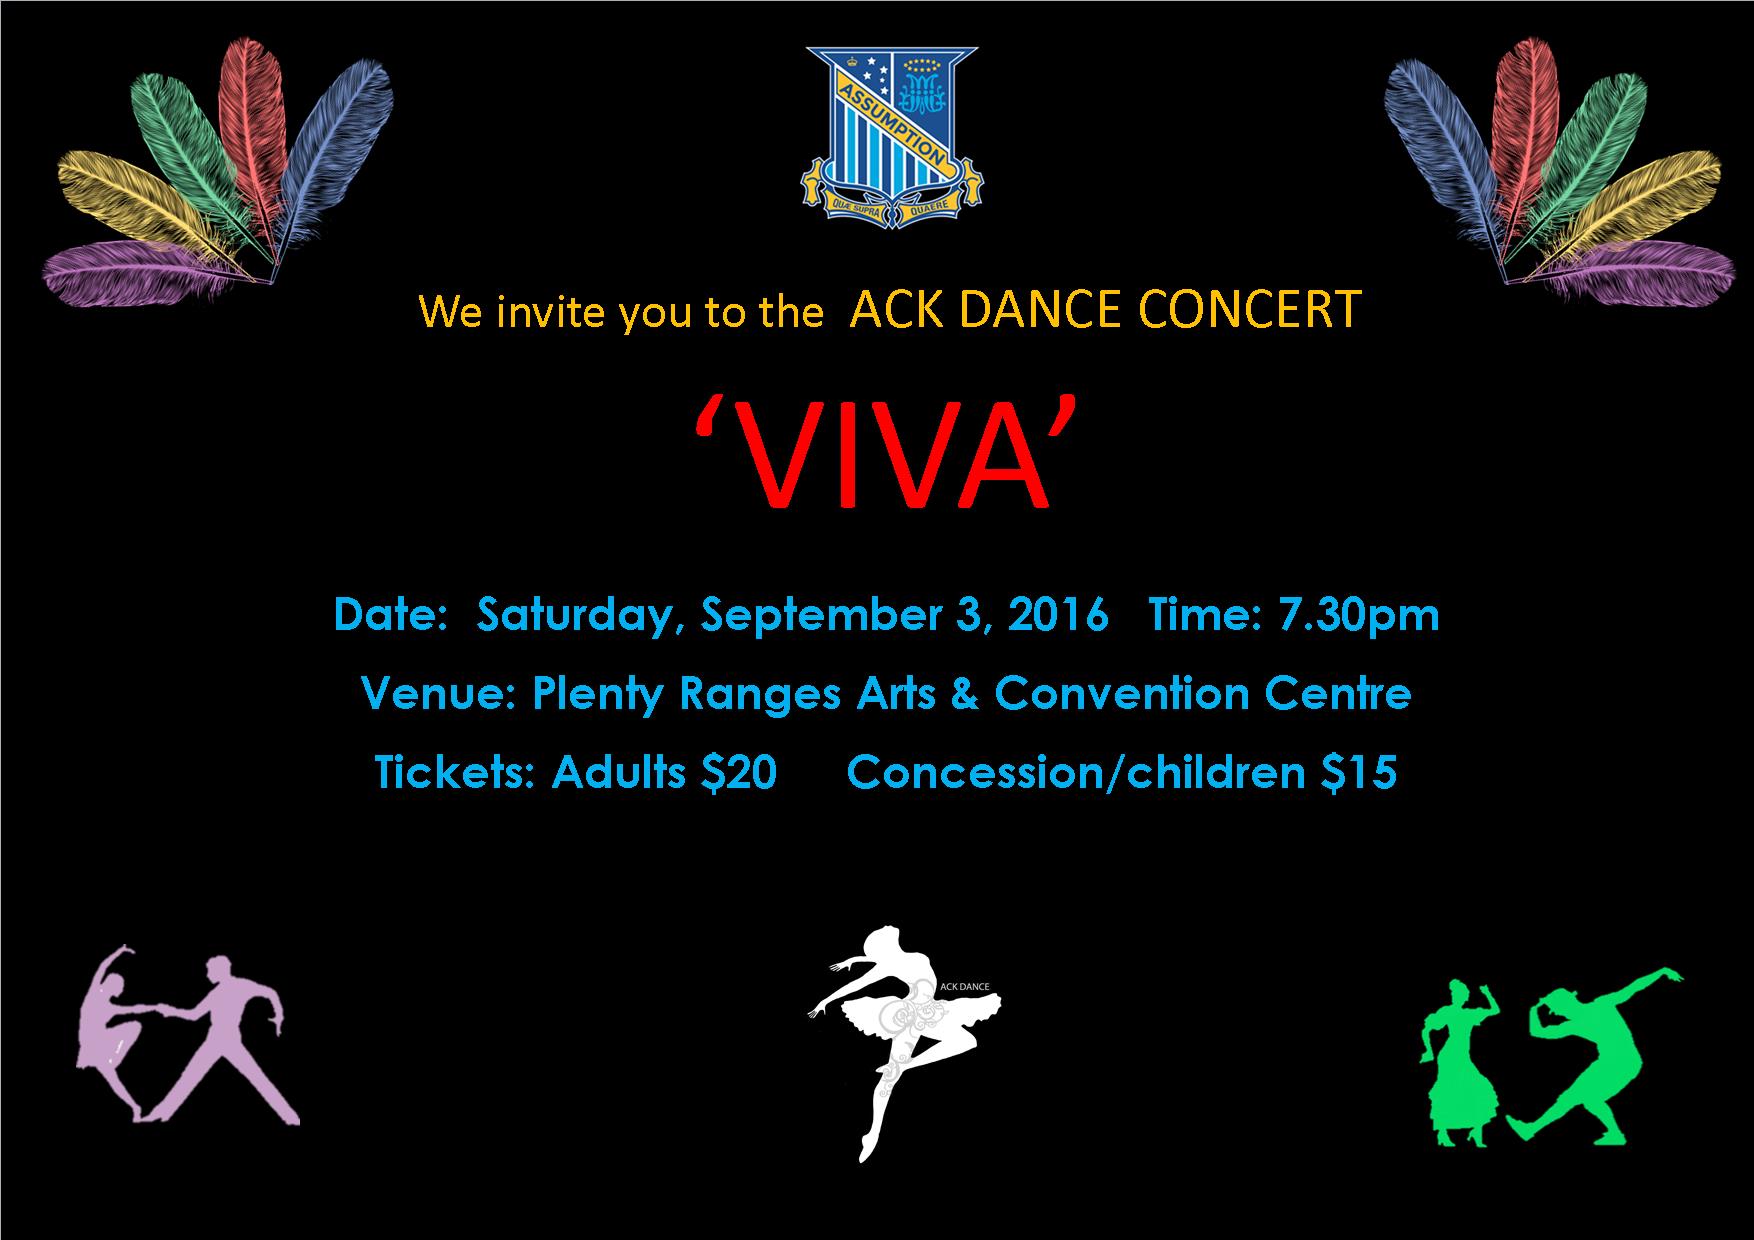 ASSUMPTION
QUÆ SUPRA QUAERE
We invite you to the ACK DANCE CONCERT
‘VIVA’
Date: Saturday, September 3, 2016 Time: 7.30pm
Venue: Plenty Ranges Arts & Convention Centre
Tickets: Adults $20 Concession/children $15
ACK DANCE